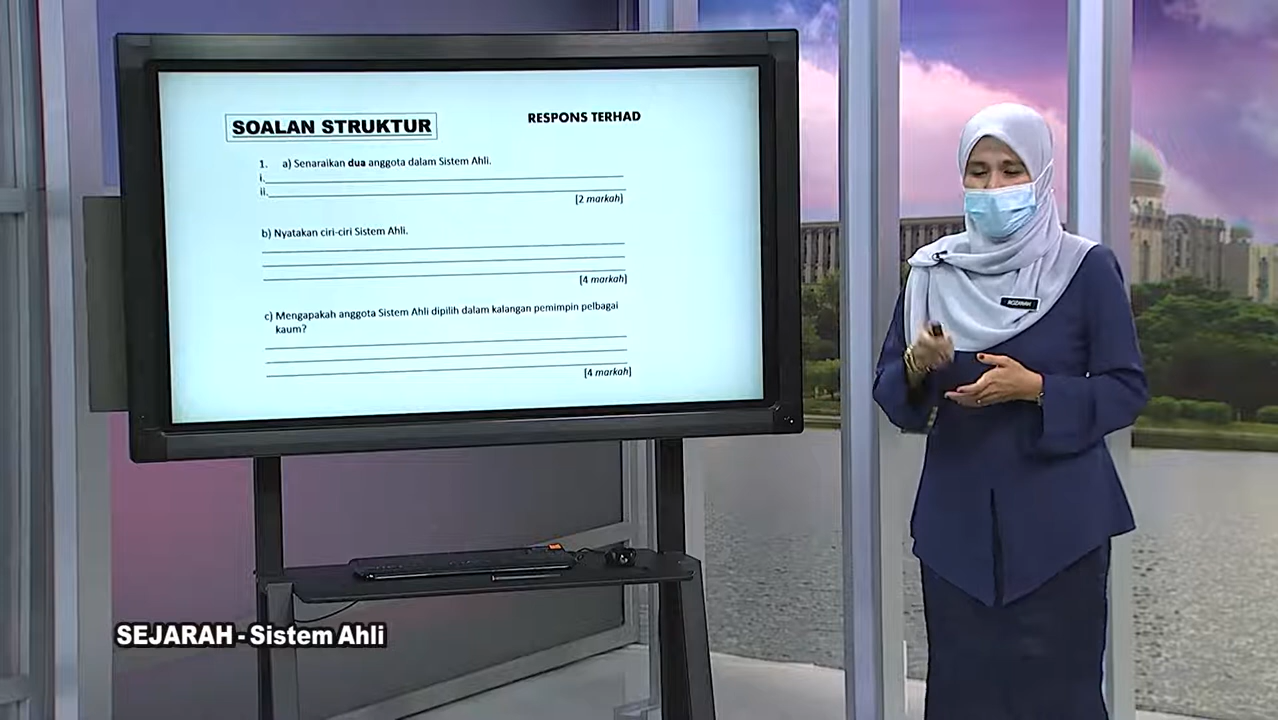 SOALAN STRUKTUR
RESPONS TERHAD
1. a) Senaraikan dua anggota dalam Sistem Ahli.
i.
ii.
[2 markah]
b) Nyatakan ciri-ciri Sistem Ahli.
[4 markah]
c) Mengapakah anggota Sistem Ahli dipilih dalam kalangan pemimpin pelbagai
kaum?
[4 markah]
ROZANAH
SEJARAH - Sistem Ahli